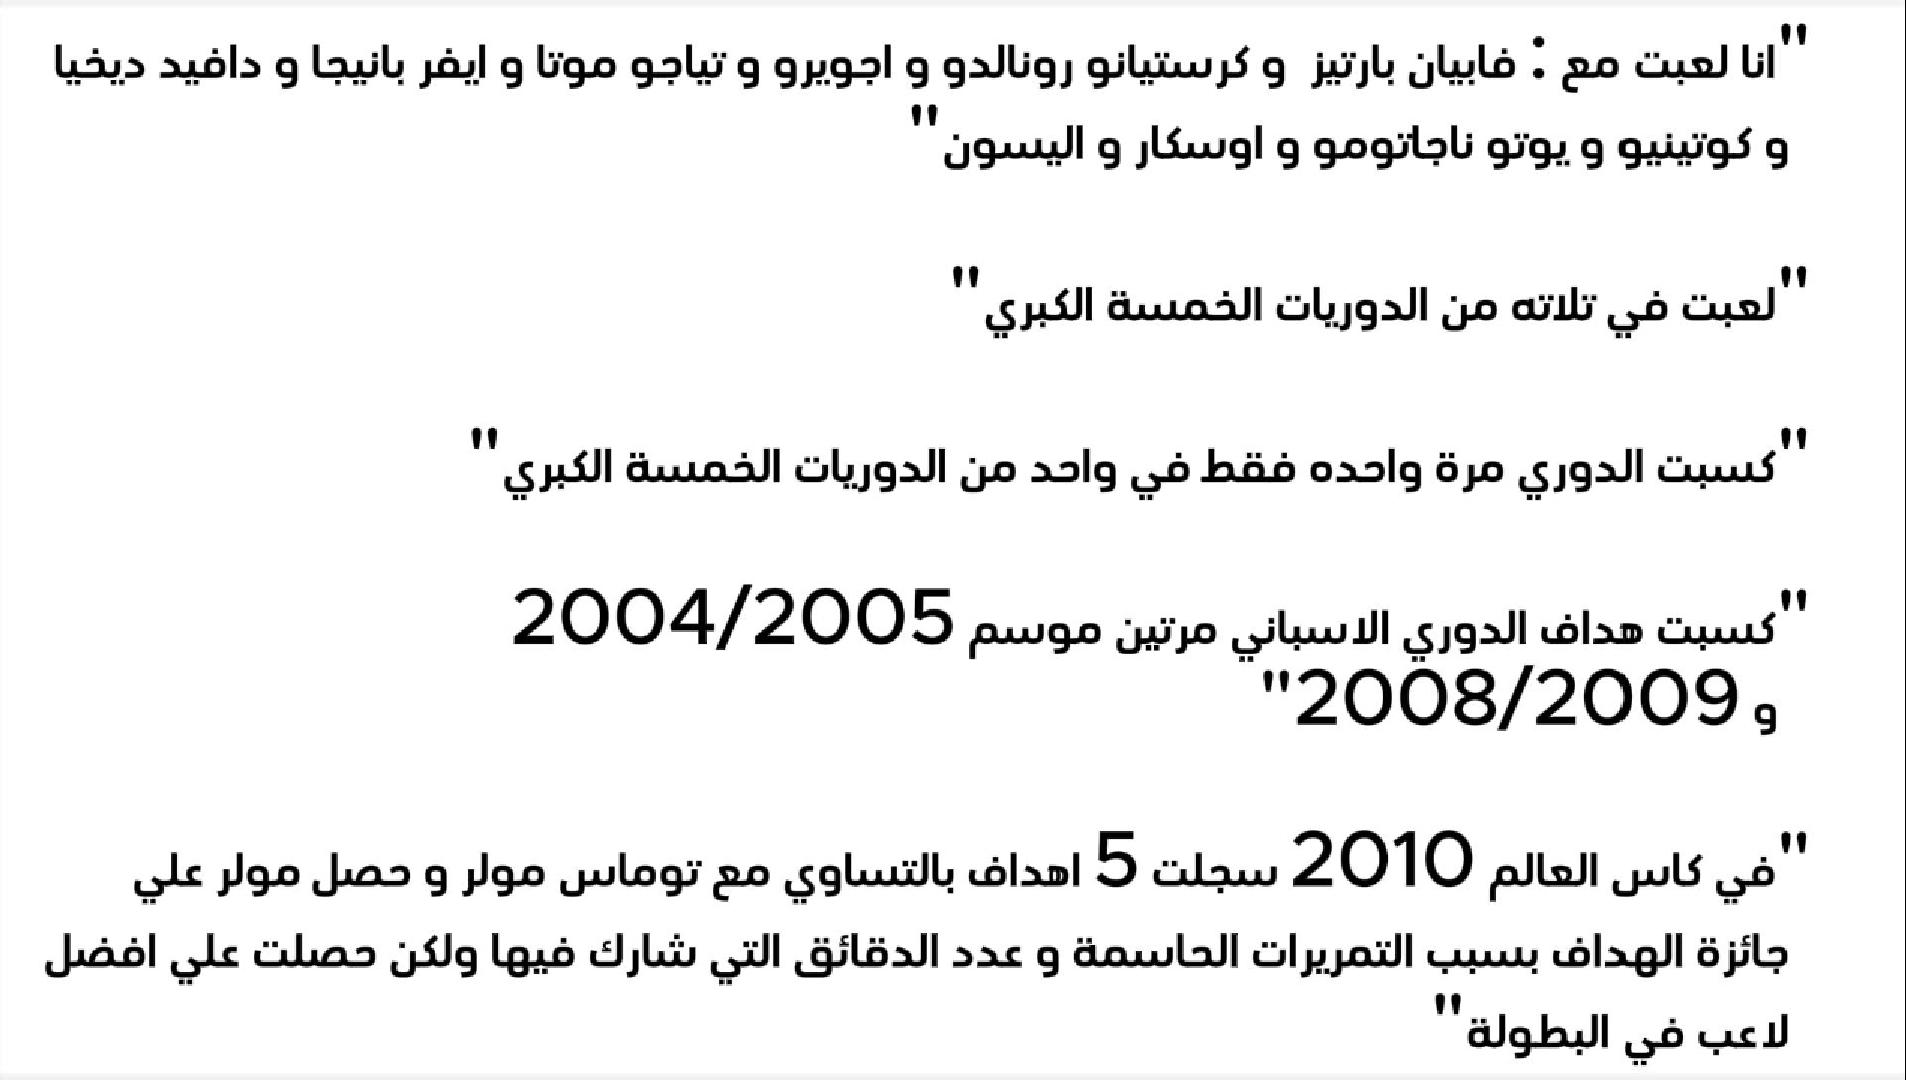 "انا لعبت مع : فابيان بارتيز و كرستيانو رونالدو و اجويرو و تياجو موتا و ايفر بانيجا و دافيد ديخيا
و كوتينيو و يوتو ناجاتومو و اوسكار و اليسون"
"لعبت في تلاته من الدوريات الخمسة الكبري"
"كسبت الدوري مرة واحده فقط في واحد من الدوريات الخمسة الكبري"
"كسبت هداف الدوري الاسباني مرتين موسم 2004/2005
و 2008/2009"
"في كاس العالم 2010 سجلت 5 اهداف بالتساوي مع توماس مولر و حصل مولر علي
جائزة الهداف بسبب التمريرات الحاسمة و عدد الدقائق التي شارك فيها ولكن حصلت علي افضل
لاعب في البطولة"